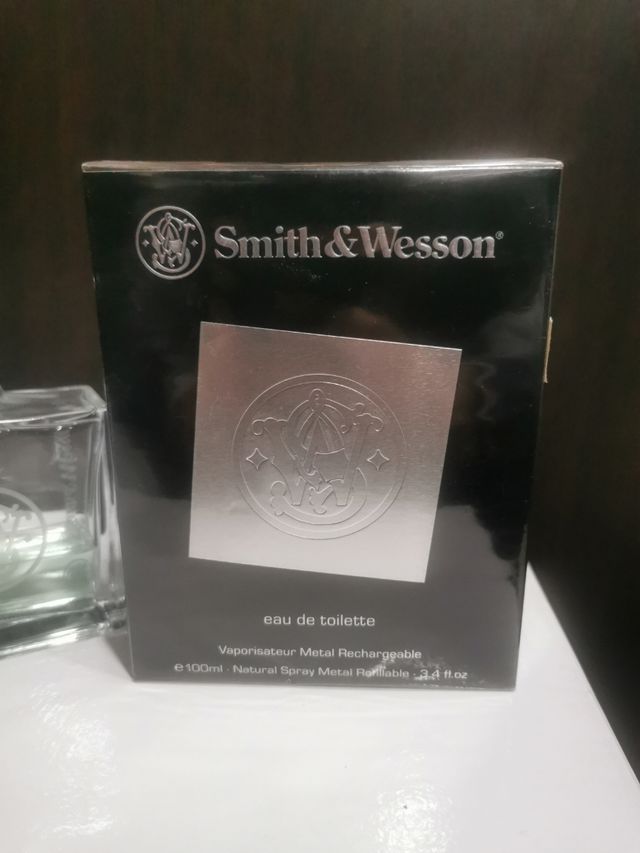 Smith&Wesson®
eau de toilette
Vaporisateur Metal Rechargeable
e 100ml · Natural Spray Metal Refillable · 3.4 fl.oz